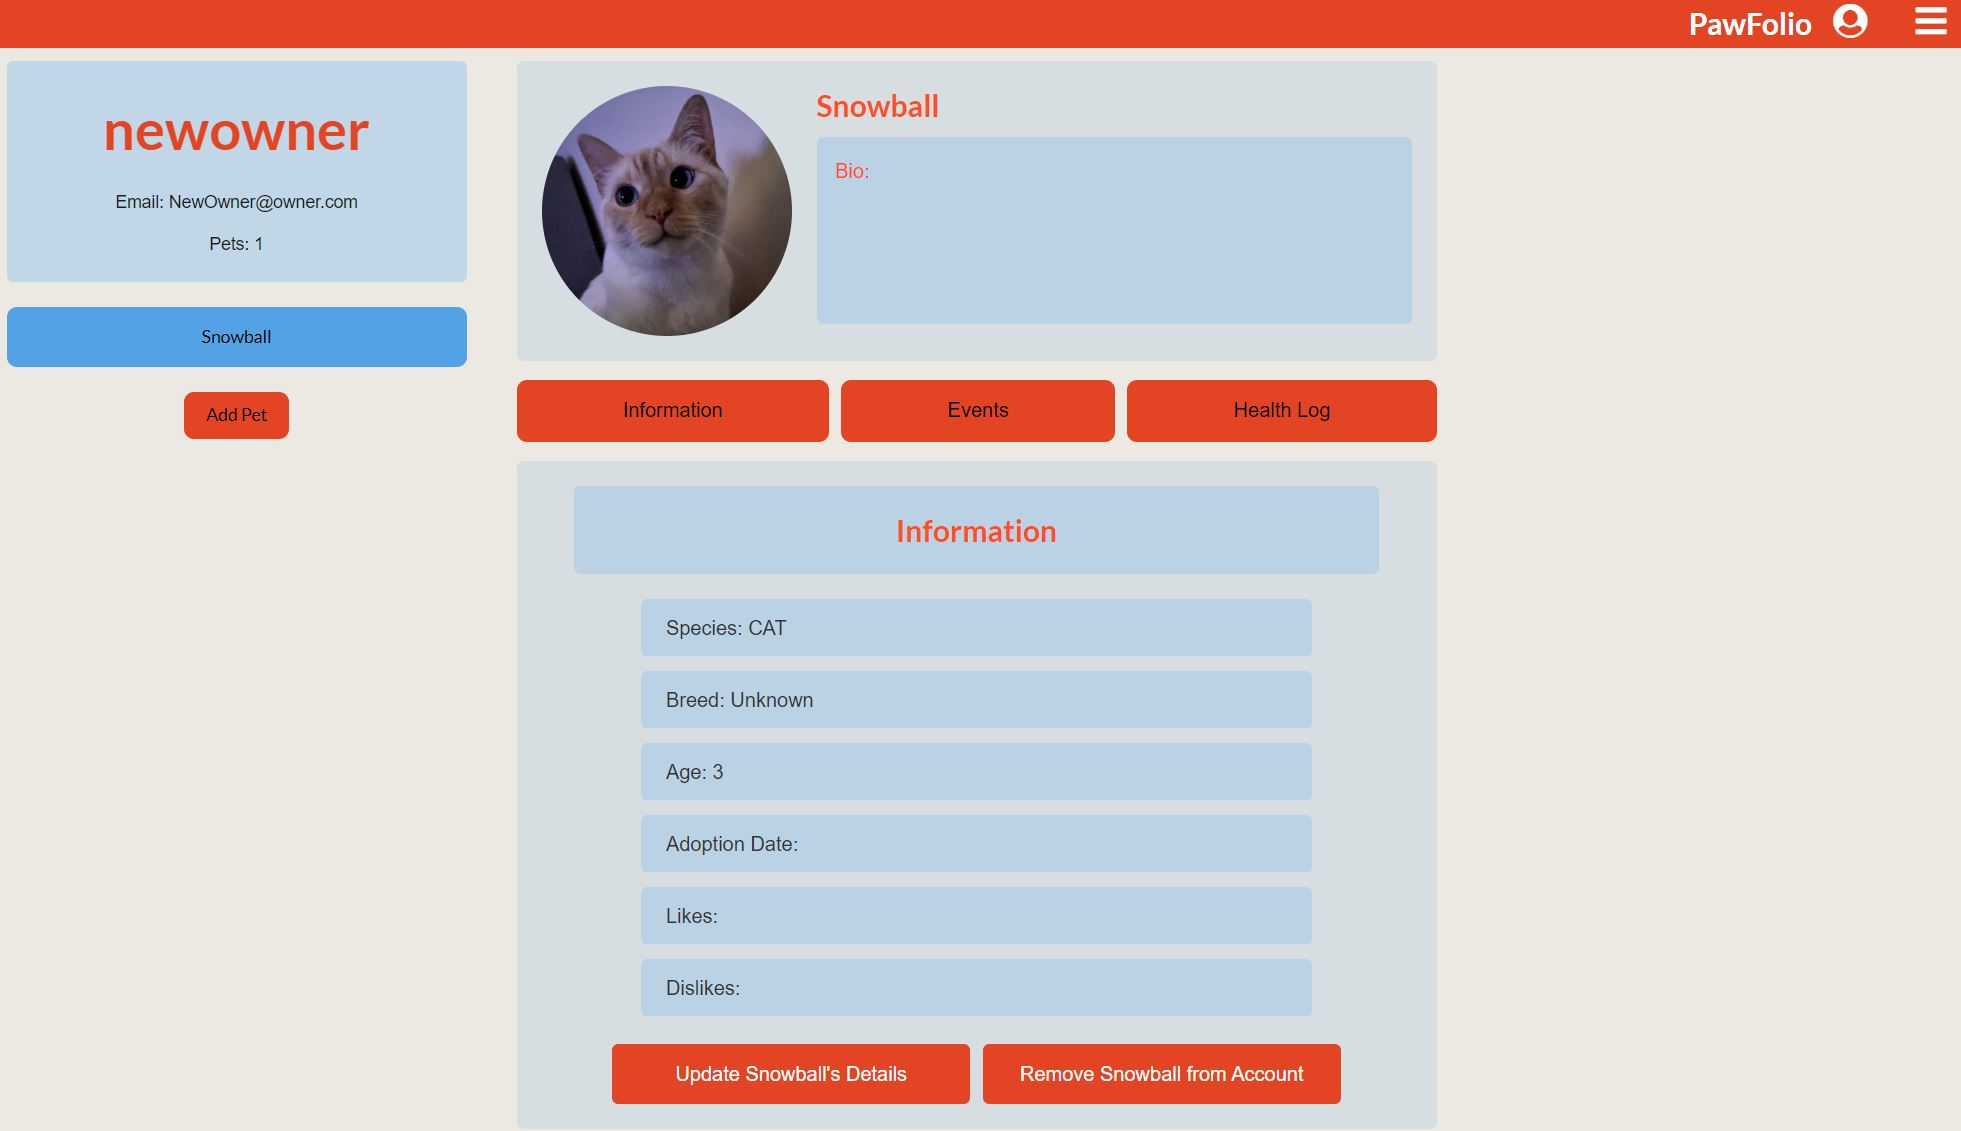 PawFolio
newowner
Email: NewOwner@owner.com
Pets: 1
Snowball
Add Pet
Snowball
Bio:
Information
Events
Health Log
Information
Species: CAT
Breed: Unknown
Age: 3
Adoption Date:
Likes:
Dislikes:
Update Snowball's Details
Remove Snowball from Account